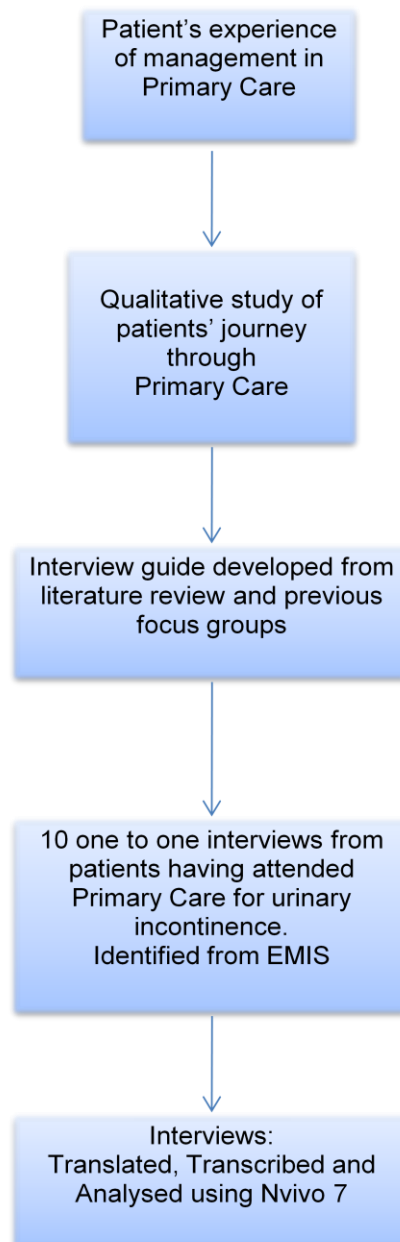 Patient’s experience
of management in
Primary Care
Qualitative study of
patients’ journey
through
Primary Care
Interview guide developed from
literature review and previous
focus groups
10 one to one interviews from
patients having attended
Primary Care for urinary
incontinence.
Identified from EMIS
Interviews:
Translated, Transcribed and
Analysed using Nvivo 7